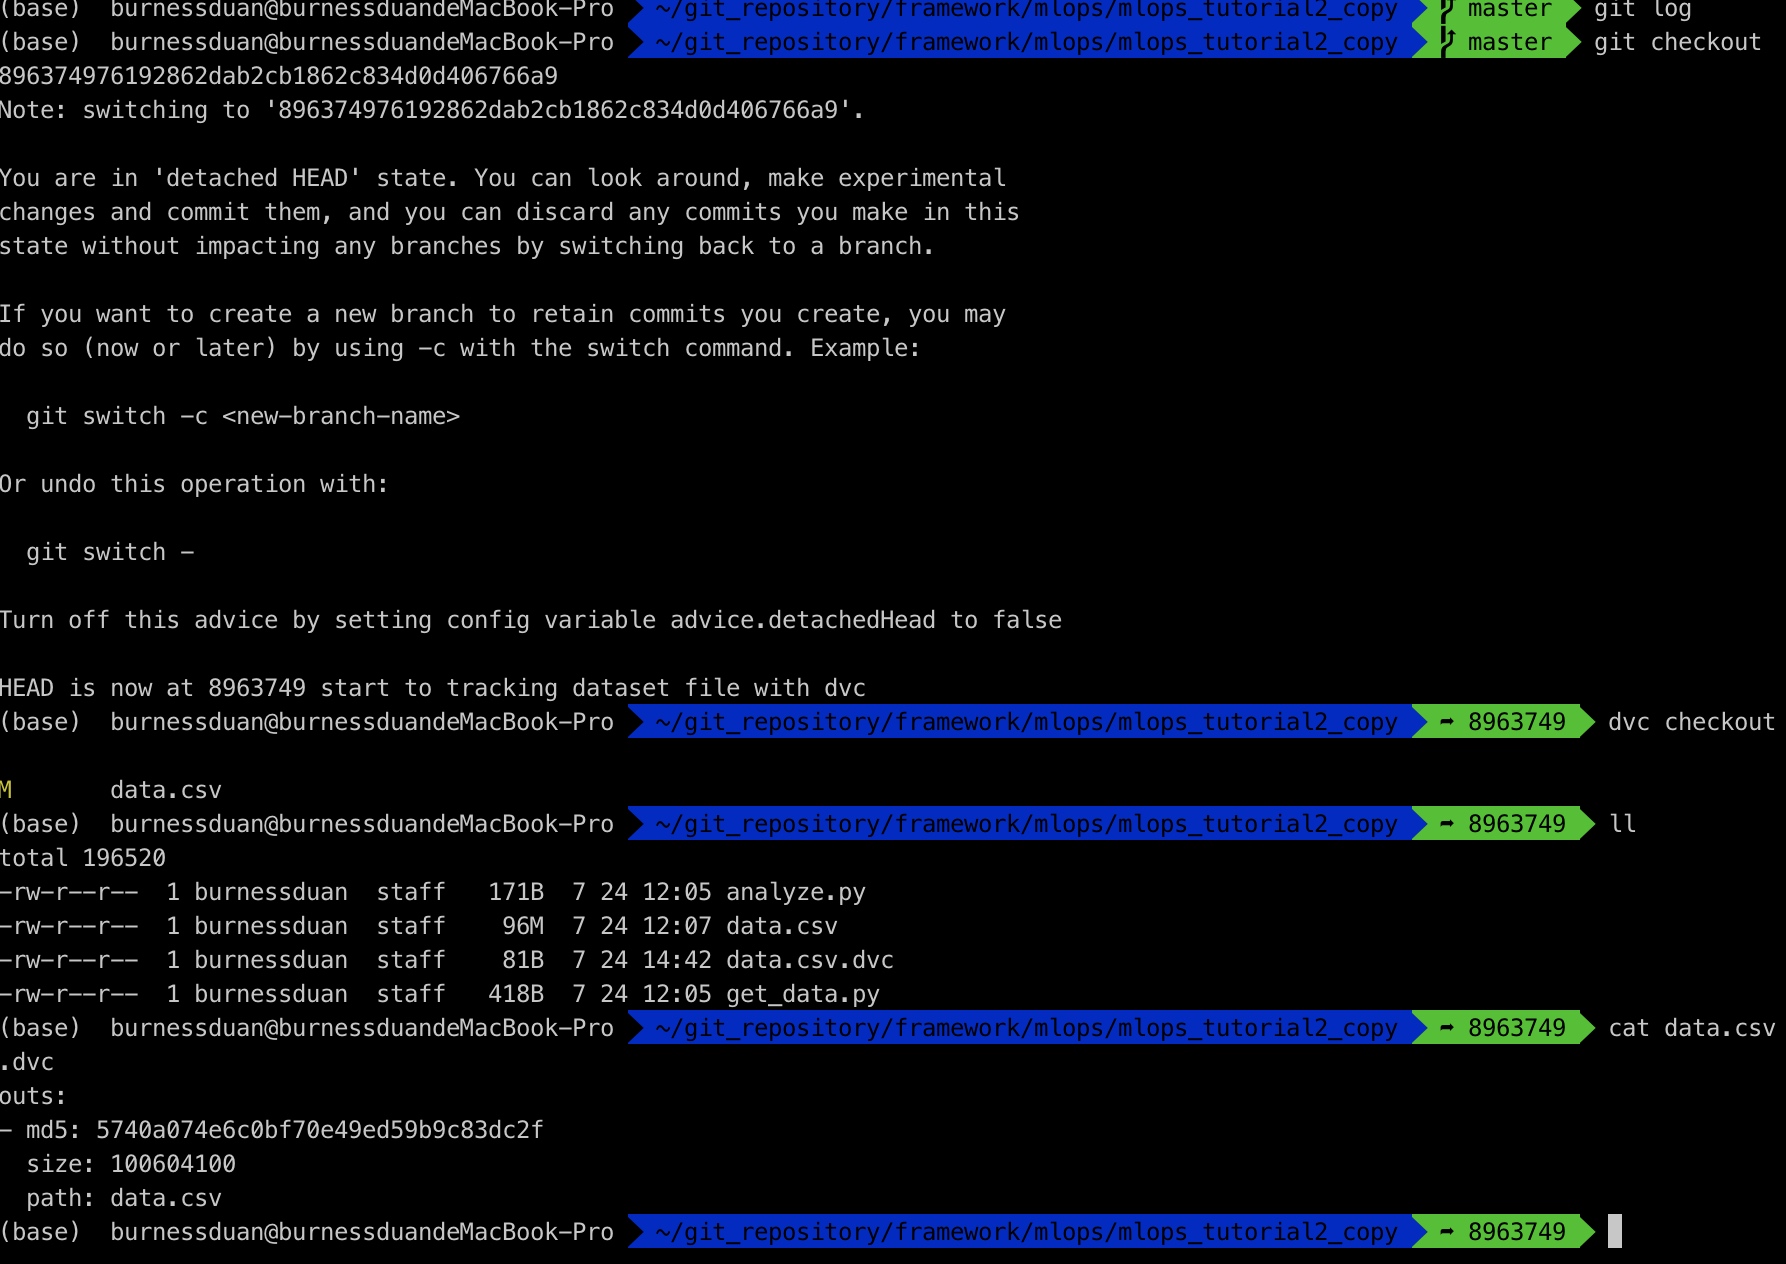 (base) burnessduan@burnessduandeMacBook-Pro ~/git_repository/framework/mlops/mlops_tutorial2_copy master git log
(base) burnessduan@burnessduandeMacBook-Pro ~/git_repository/framework/mlops/mlops_tutorial2_copy master git checkout
896374976192862dab2cb1862c834d0d406766a9
Note: switching to '896374976192862dab2cb1862c834d0d406766a9'.
You are in 'detached HEAD' state. You can look around, make experimental
changes and commit them, and you can discard any commits you make in this
state without impacting any branches by switching back to a branch.
If you want to create a new branch to retain commits you create, you may
do so (now or later) by using -c with the switch command. Example:
git switch -c <new-branch-name>
Or undo this operation with:
git switch -
Turn off this advice by setting config variable advice.detachedHead to false
HEAD is now at 8963749 start to tracking dataset file with dvc
(base) burnessduan@burnessduandeMacBook-Pro ~/git_repository/framework/mlops/mlops_tutorial2_copy ➦ 8963749 dvc checkout
M data.csv
(base) burnessduan@burnessduandeMacBook-Pro ~/git_repository/framework/mlops/mlops_tutorial2_copy ➦ 8963749 ll
total 196520
-rw-r--r-- 1 burnessduan staff 171B 7 24 12:05 analyze.py
-rw-r--r-- 1 burnessduan staff 96M 7 24 12:07 data.csv
-rw-r--r-- 1 burnessduan staff 81B 7 24 14:42 data.csv.dvc
-rw-r--r-- 1 burnessduan staff 418B 7 24 12:05 get_data.py
(base) burnessduan@burnessduandeMacBook-Pro ~/git_repository/framework/mlops/mlops_tutorial2_copy ➦ 8963749 cat data.csv
.dvc
outs:
- md5: 5740a074e6c0bf70e49ed59b9c83dc2f
size: 100604100
path: data.csv
(base) burnessduan@burnessduandeMacBook-Pro ~/git_repository/framework/mlops/mlops_tutorial2_copy ➦ 8963749